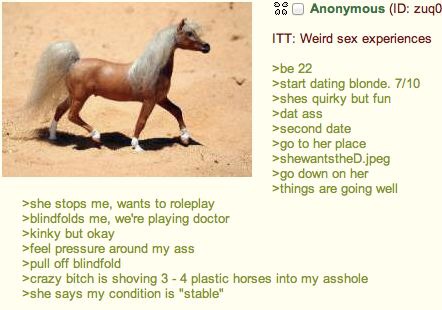 Anonymous (ID: zuq0
ITT: Weird sex experiences
>be 22
>start dating blonde. 7/10
>shes quirky but fun
>dat ass
>second date
>go to her place
>shewantstheD.jpeg
>go down on her
>things are going well
>she stops me, wants to roleplay
>blindfolds me, we're playing doctor
>kinky but okay
>feel pressure around my ass
>pull off blindfold
>crazy bitch is shoving 3 - 4 plastic horses into my asshole
>she says my condition is "stable"